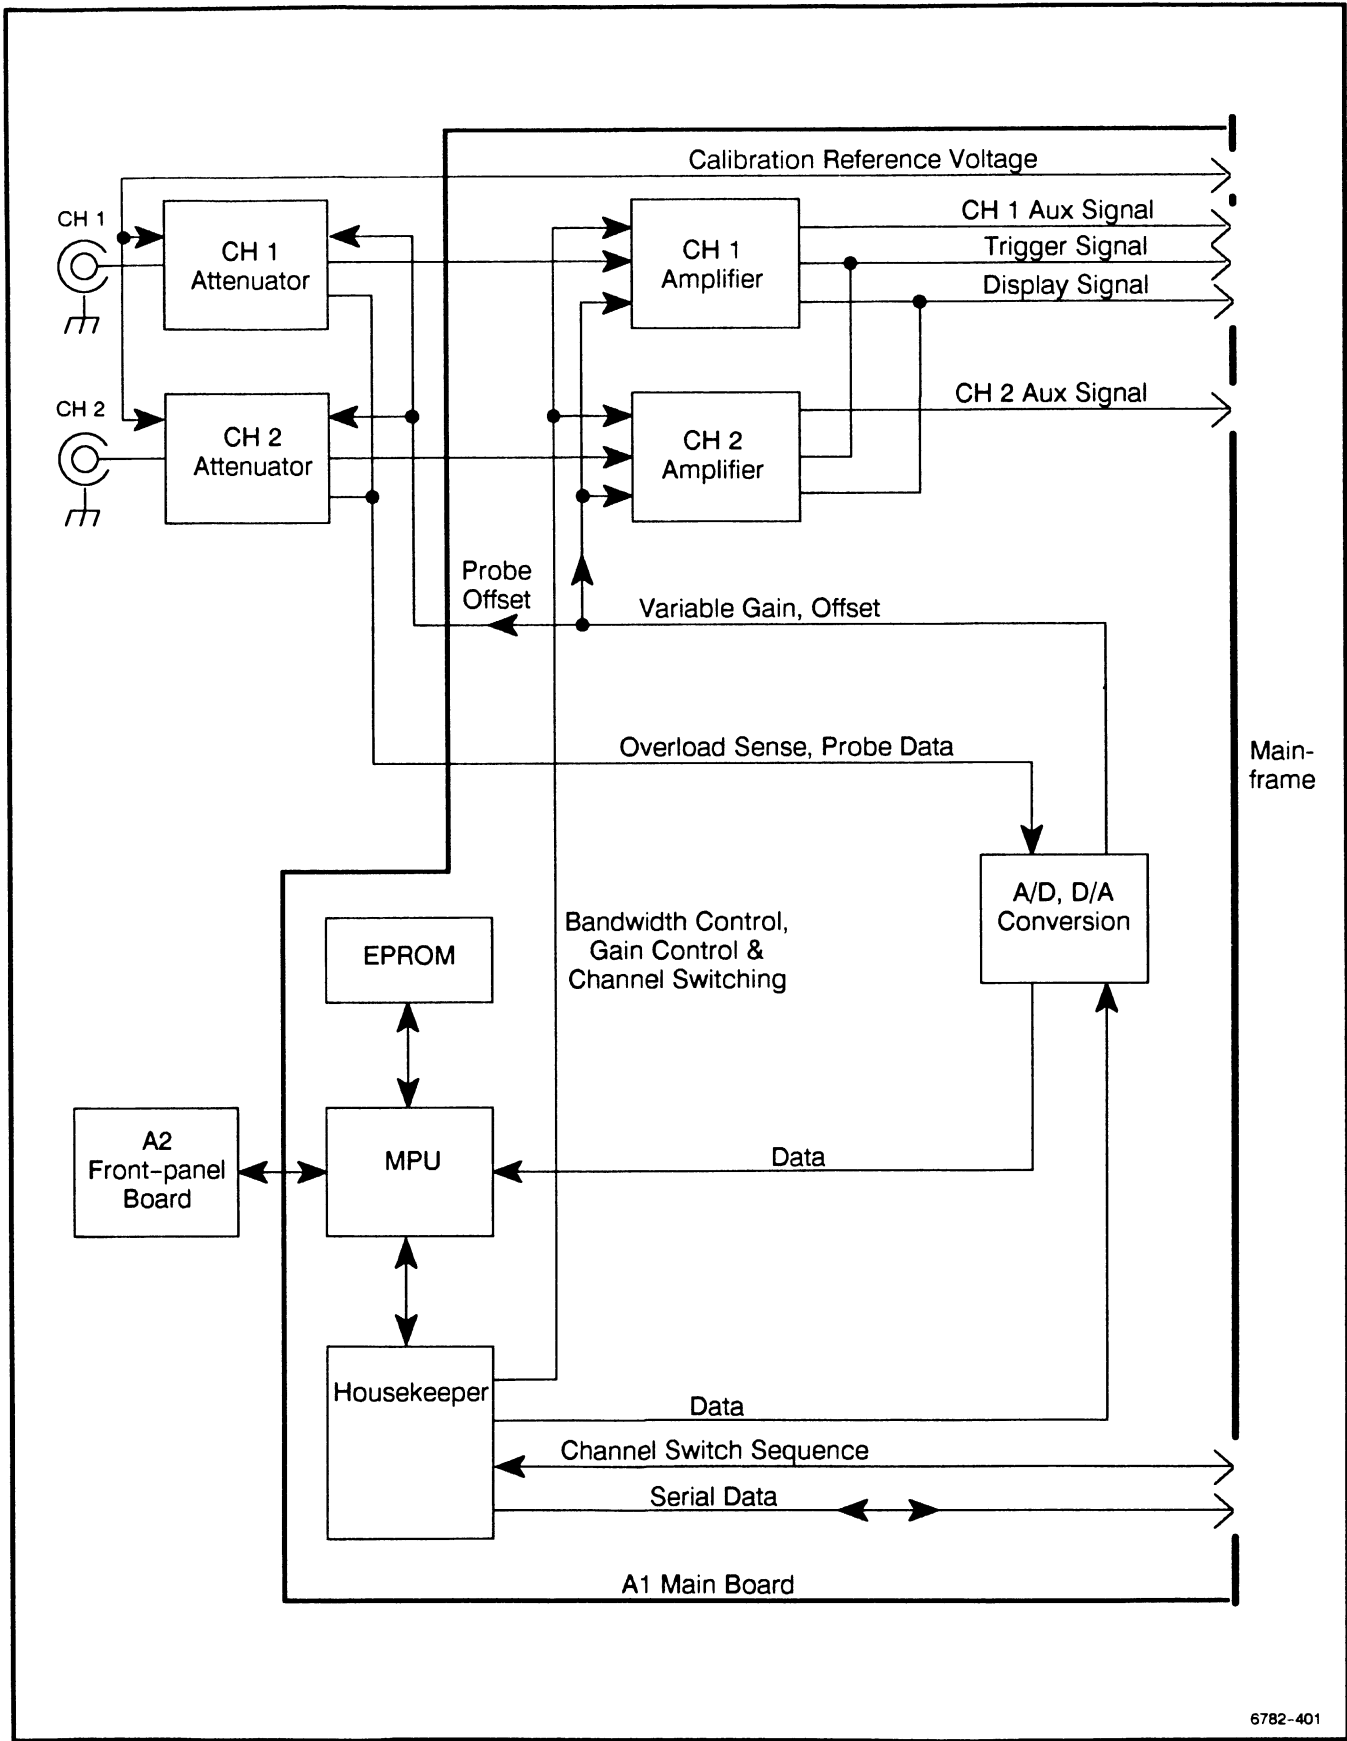 Calibration Reference Voltage
CH 1
CH 1
Attenuator
CH 1
Amplifier
CH 1 Aux Signal
Trigger Signal
Display Signal
CH 2
CH 2
Attenuator
CH 2
Amplifier
CH 2 Aux Signal
Probe
Offset
Variable Gain, Offset
Overload Sense, Probe Data
Main-
frame
A/D, D/A
Conversion
Bandwidth Control,
Gain Control &
Channel Switching
EPROM
A2
Front-panel
Board
MPU
Data
Housekeeper
Data
Channel Switch Sequence
Serial Data
A1 Main Board
6782-401